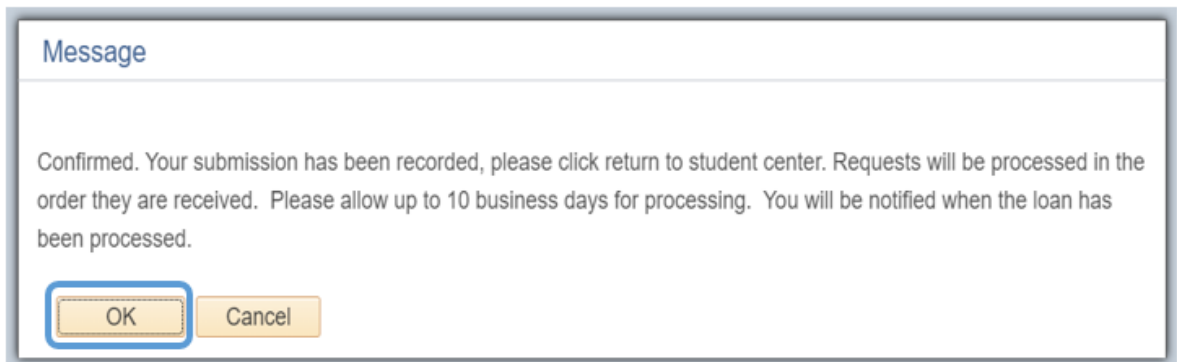 Message
Confirmed. Your submission has been recorded, please click return to student center. Requests will be processed in the
order they are received.  Please allow up to 10 business days for processing.  You will be notified when the loan has
been processed.
OK Cancel